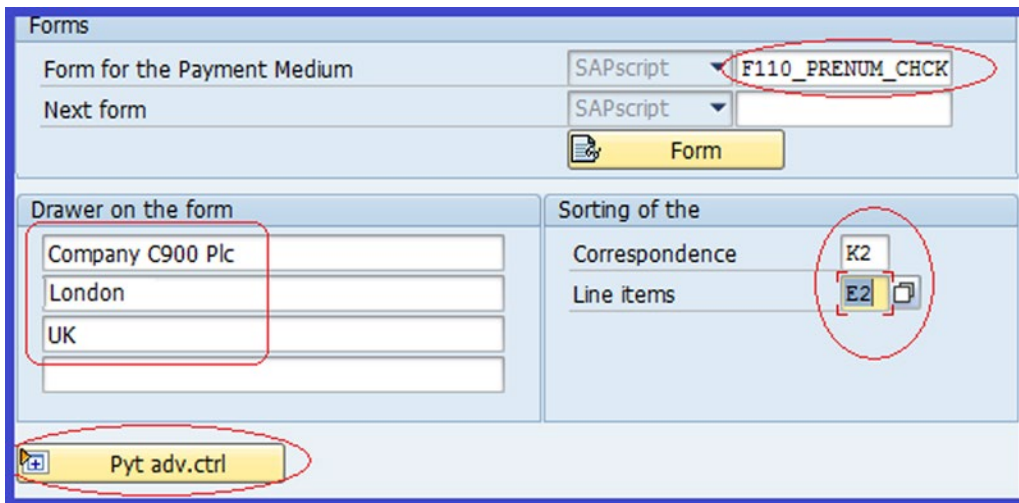 Forms
Form for the Payment Medium SAPscript F110_PRENUM_CHCK
Next form SAPscript
Form
Drawer on the form
Company C900 Plc
London
UK
Sorting of the
Correspondence K2
Line items E2
Pyt adv.ctrl